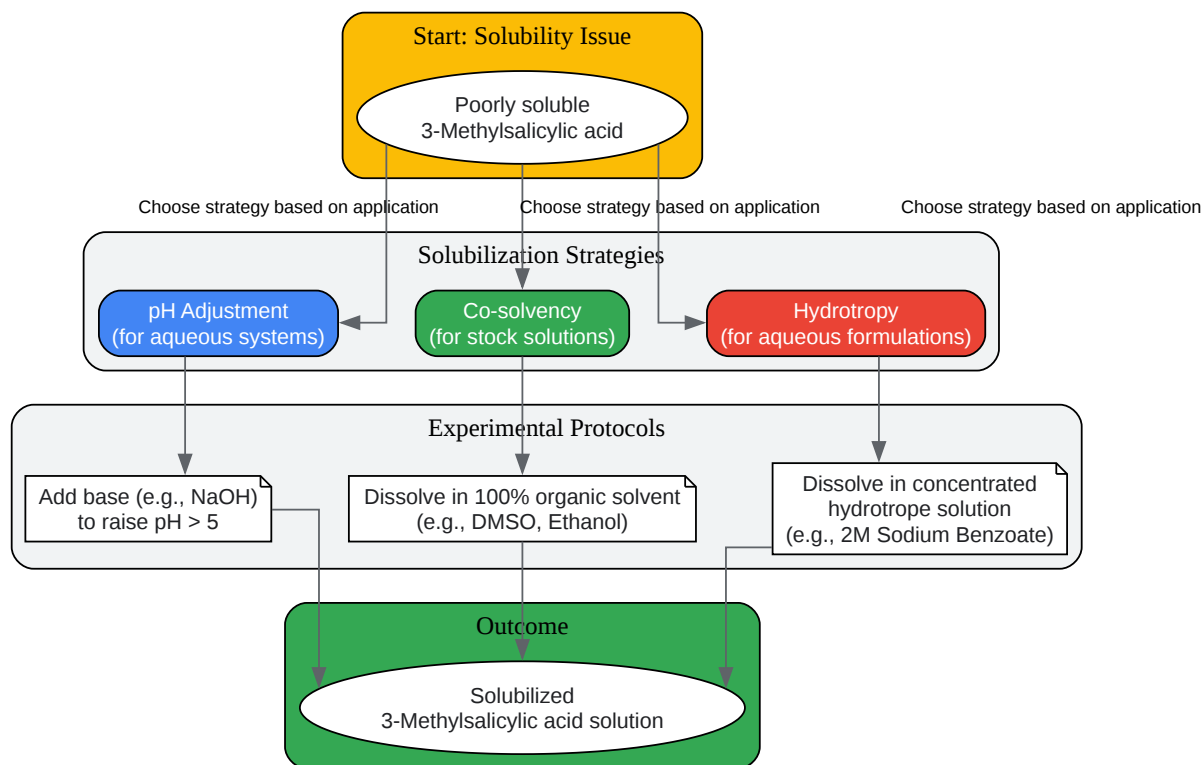 Start: Solubility Issue
Poorly soluble
3-Methylsalicylic acid
Choose strategy based on application
Choose strategy based on application
Choose strategy based on application
Solubilization Strategies
pH Adjustment
(for aqueous systems)
Co-solvency
(for stock solutions)
Hydrotropy
(for aqueous formulations)
Experimental Protocols
Add base (e.g., NaOH)
to raise pH > 5
Dissolve in 100% organic solvent
(e.g., DMSO, Ethanol)
Dissolve in concentrated
hydrotrope solution
(e.g., 2M Sodium Benzoate)
Outcome
Solubilized
3-Methylsalicylic acid solution